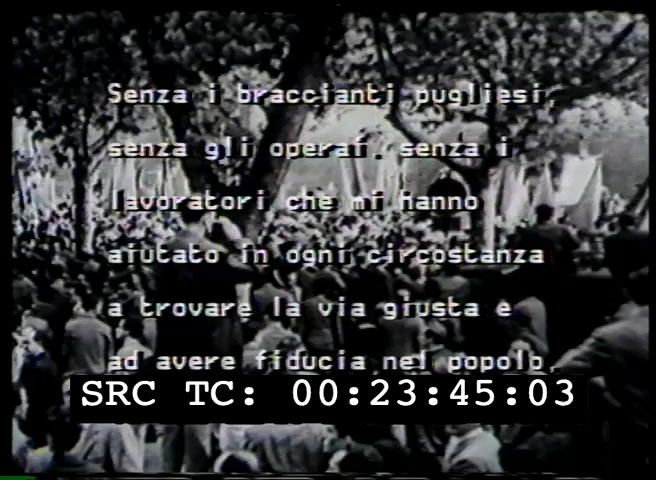 Senza i braccianti pugliesi,
senza gli operai, senza i
lavoratori che mi hanno
aiutato in ogni circostanza
a trovare la via giusta e
ad avere fiducia nel popolo,
SRC TC: 00:23:45:03